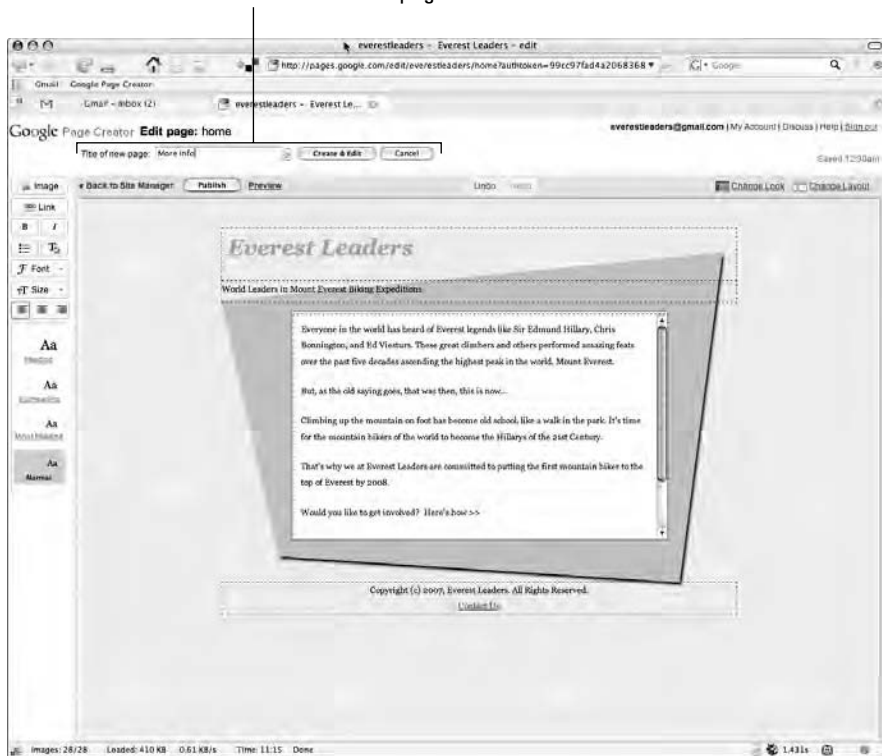 everestleaders - Everest Leaders - edit
http://pages.google.com/edit/everestleaders/home?authtoken=99cc97fad4a2068368
Google
Gmail Google Page Creator
Gmail - Inbox (2) everestleaders - Everest Le...
Google Page Creator Edit page: home
everestleaders@gmail.com | My Account | Discuss | Help | Sign out
Title of new page: More Info Create & Edit Cancel
Saved 12:30am
Image
« Back to Site Manager Publish Preview Undo Redo Change Look Change Layout
Link
B I
Font
Size
Everest Leaders
World Leaders in Mount Everest Biking Expeditions
Everyone in the world has heard of Everest legends like Sir Edmund Hillary, Chris
Bonnington, and Ed Viesturs. These great climbers and others performed amazing feats
over the past five decades ascending the highest peak in the world, Mount Everest.
But, as the old saying goes, that was then, this is now...
Climbing up the mountain on foot has become old school, like a walk in the park. It's time
for the mountain bikers of the world to become the Hillarys of the 21st Century.
That's why we at Everest Leaders are committed to putting the first mountain biker to the
top of Everest by 2008.
Would you like to get involved? Here's how >>
Aa
Heading
Aa
Subheading
Aa
Minor Heading
Aa
Normal
Copyright (c) 2007, Everest Leaders. All Rights Reserved.
Contact Us
Images: 28/28 Loaded: 410 KB 0.61 KB/s Time: 11:15 Done 1.431s